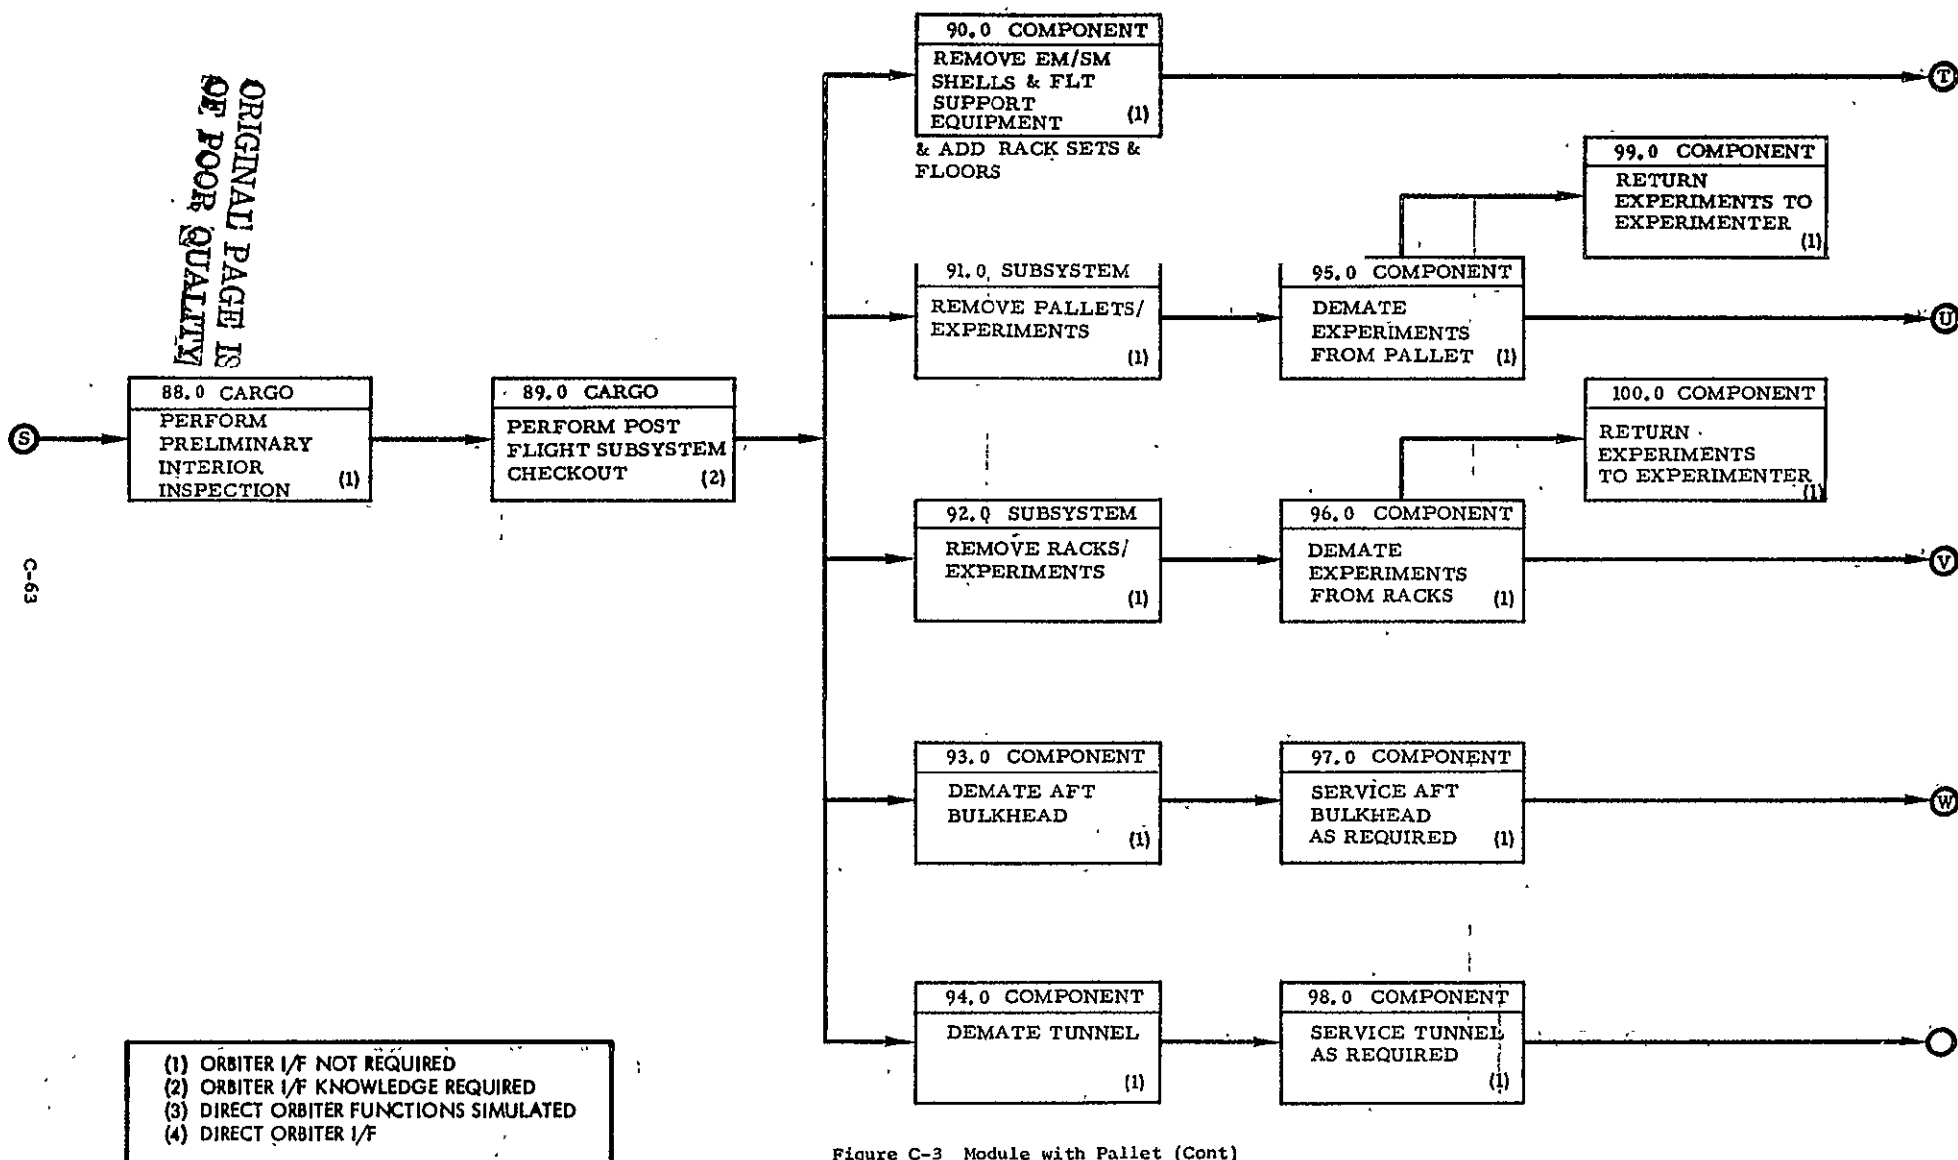 ORIGINAL PAGE IS
OF POOR QUALITY
C-63
S
88.0 CARGO
PERFORM
PRELIMINARY
INTERIOR
INSPECTION (1)
89.0 CARGO
PERFORM POST
FLIGHT SUBSYSTEM
CHECKOUT (2)
90.0 COMPONENT
REMOVE EM/SM
SHELLS & FLT
SUPPORT
EQUIPMENT (1)
& ADD RACK SETS &
FLOORS
T
99.0 COMPONENT
RETURN
EXPERIMENTS TO
EXPERIMENTER
(1)
91.0 SUBSYSTEM
REMOVE PALLETS/
EXPERIMENTS
(1)
95.0 COMPONENT
DEMATE
EXPERIMENTS
FROM PALLET (1)
U
100.0 COMPONENT
RETURN
EXPERIMENTS
TO EXPERIMENTER
(1)
92.0 SUBSYSTEM
REMOVE RACKS/
EXPERIMENTS
(1)
96.0 COMPONENT
DEMATE
EXPERIMENTS
FROM RACKS (1)
V
93.0 COMPONENT
DEMATE AFT
BULKHEAD
(1)
97.0 COMPONENT
SERVICE AFT
BULKHEAD
AS REQUIRED (1)
W
94.0 COMPONENT
DEMATE TUNNEL
(1)
98.0 COMPONENT
SERVICE TUNNEL
AS REQUIRED
(1)
(1) ORBITER I/F NOT REQUIRED
(2) ORBITER I/F KNOWLEDGE REQUIRED
(3) DIRECT ORBITER FUNCTIONS SIMULATED
(4) DIRECT ORBITER I/F
Figure C-3 Module with Pallet (Cont)